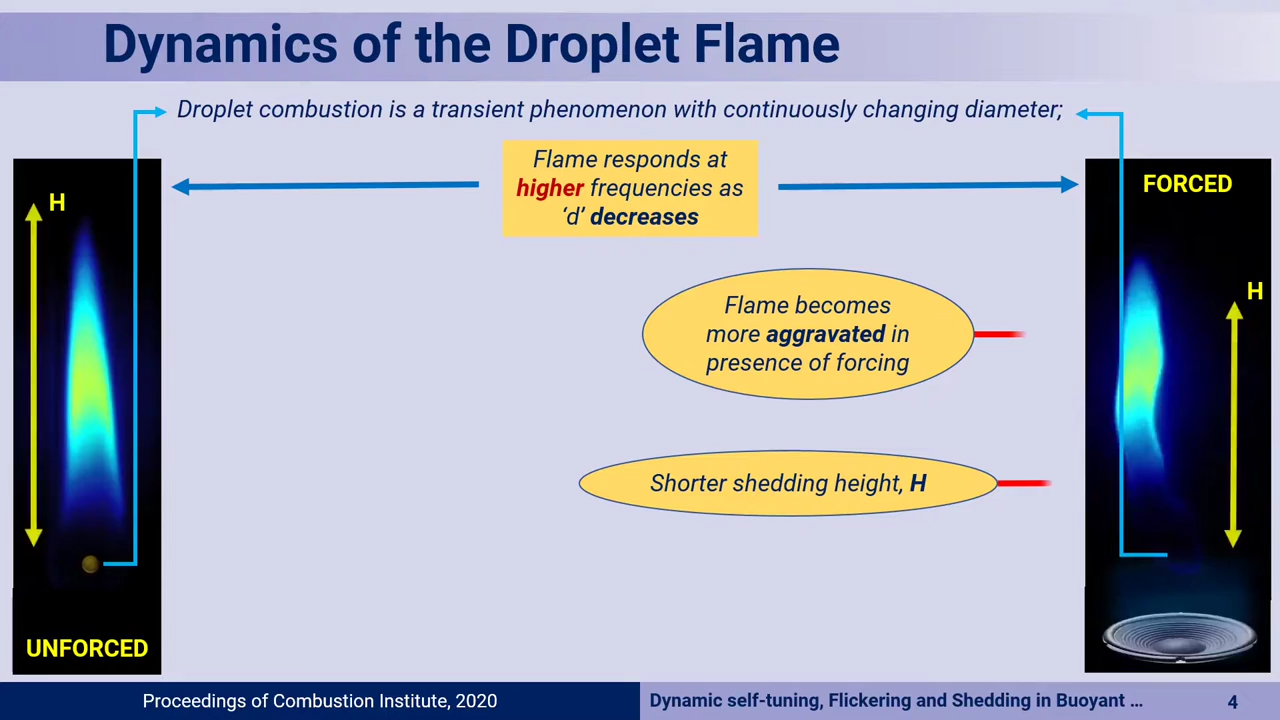 Dynamics of the Droplet Flame
Droplet combustion is a transient phenomenon with continuously changing diameter;
Flame responds at
higher frequencies as
‘d’ decreases
H
UNFORCED
FORCED
H
Flame becomes
more aggravated in
presence of forcing
Shorter shedding height, H
Proceedings of Combustion Institute, 2020
Dynamic self-tuning, Flickering and Shedding in Buoyant ...
4